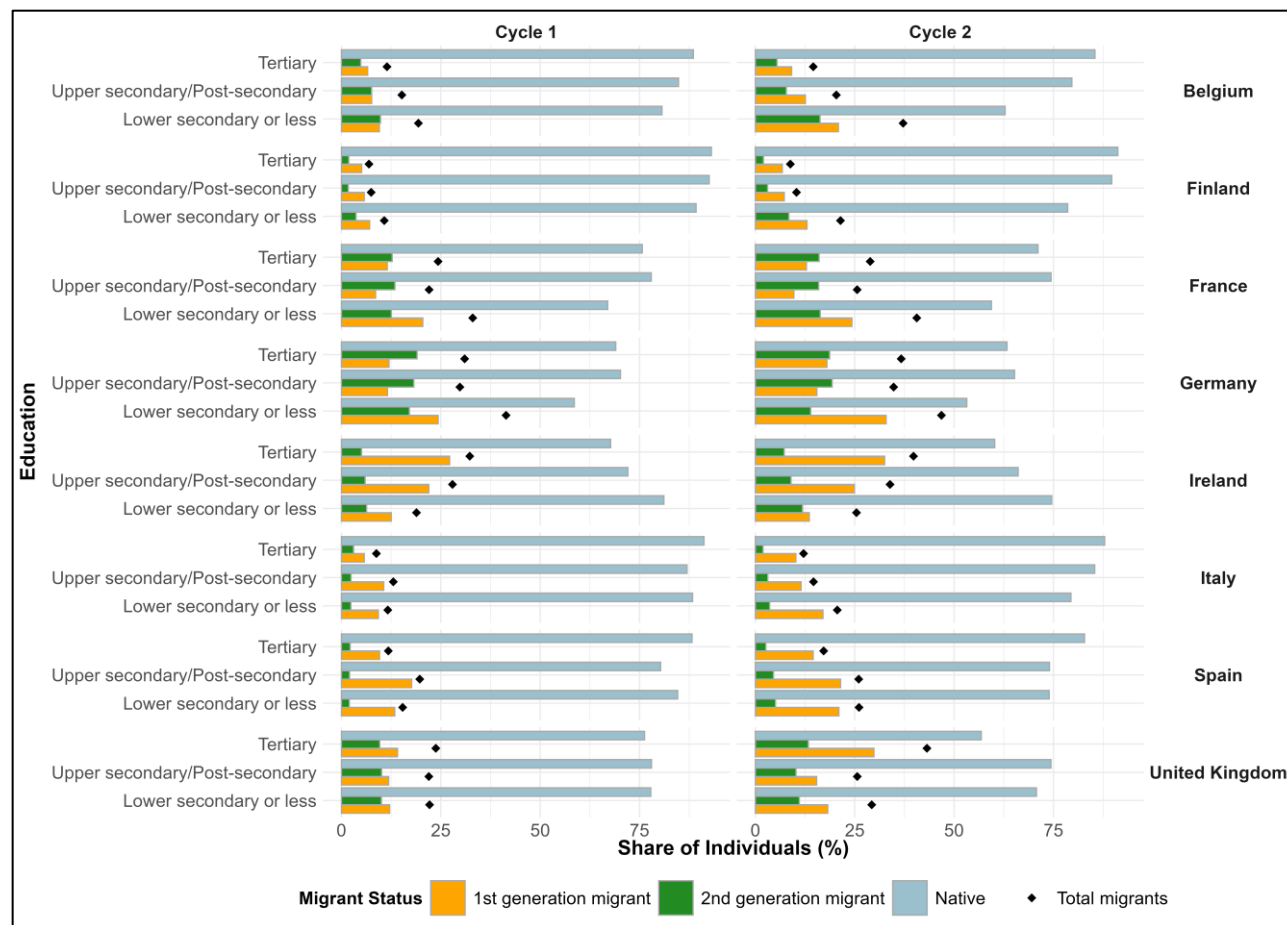 Cycle 1 Cycle 2
Tertiary
Upper secondary/Post-secondary Belgium
Lower secondary or less
Tertiary
Upper secondary/Post-secondary Finland
Lower secondary or less
Tertiary
Upper secondary/Post-secondary France
Lower secondary or less
Tertiary
Upper secondary/Post-secondary Germany
Lower secondary or less
Education
Tertiary
Upper secondary/Post-secondary Ireland
Lower secondary or less
Tertiary
Upper secondary/Post-secondary Italy
Lower secondary or less
Tertiary
Upper secondary/Post-secondary Spain
Lower secondary or less
Tertiary
Upper secondary/Post-secondary United Kingdom
Lower secondary or less
0 25 50 75 0 25 50 75
Share of Individuals (%)
Migrant Status 1st generation migrant 2nd generation migrant Native Total migrants